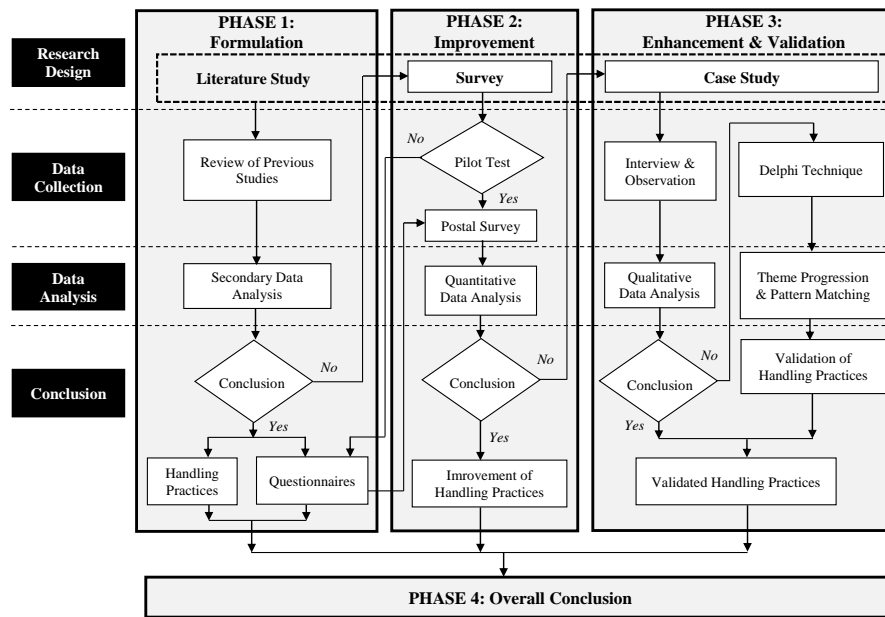 PHASE 1:
Formulation
PHASE 2:
Improvement
PHASE 3:
Enhancement & Validation
Research
Design
Literature Study
Survey
Case Study
Data
Collection
Review of Previous
Studies
No
Pilot Test
Yes
Postal Survey
Interview &
Observation
Delphi Technique
Data
Analysis
Secondary Data
Analysis
Quantitative
Data Analysis
Qualitative
Data Analysis
Theme Progression
& Pattern Matching
Conclusion
Conclusion
No
Yes
Conclusion
No
Yes
Conclusion
No
Yes
Validation of
Handling Practices
Handling
Practices
Questionnaires
Imrovement of
Handling Practices
Validated Handling Practices
PHASE 4: Overall Conclusion